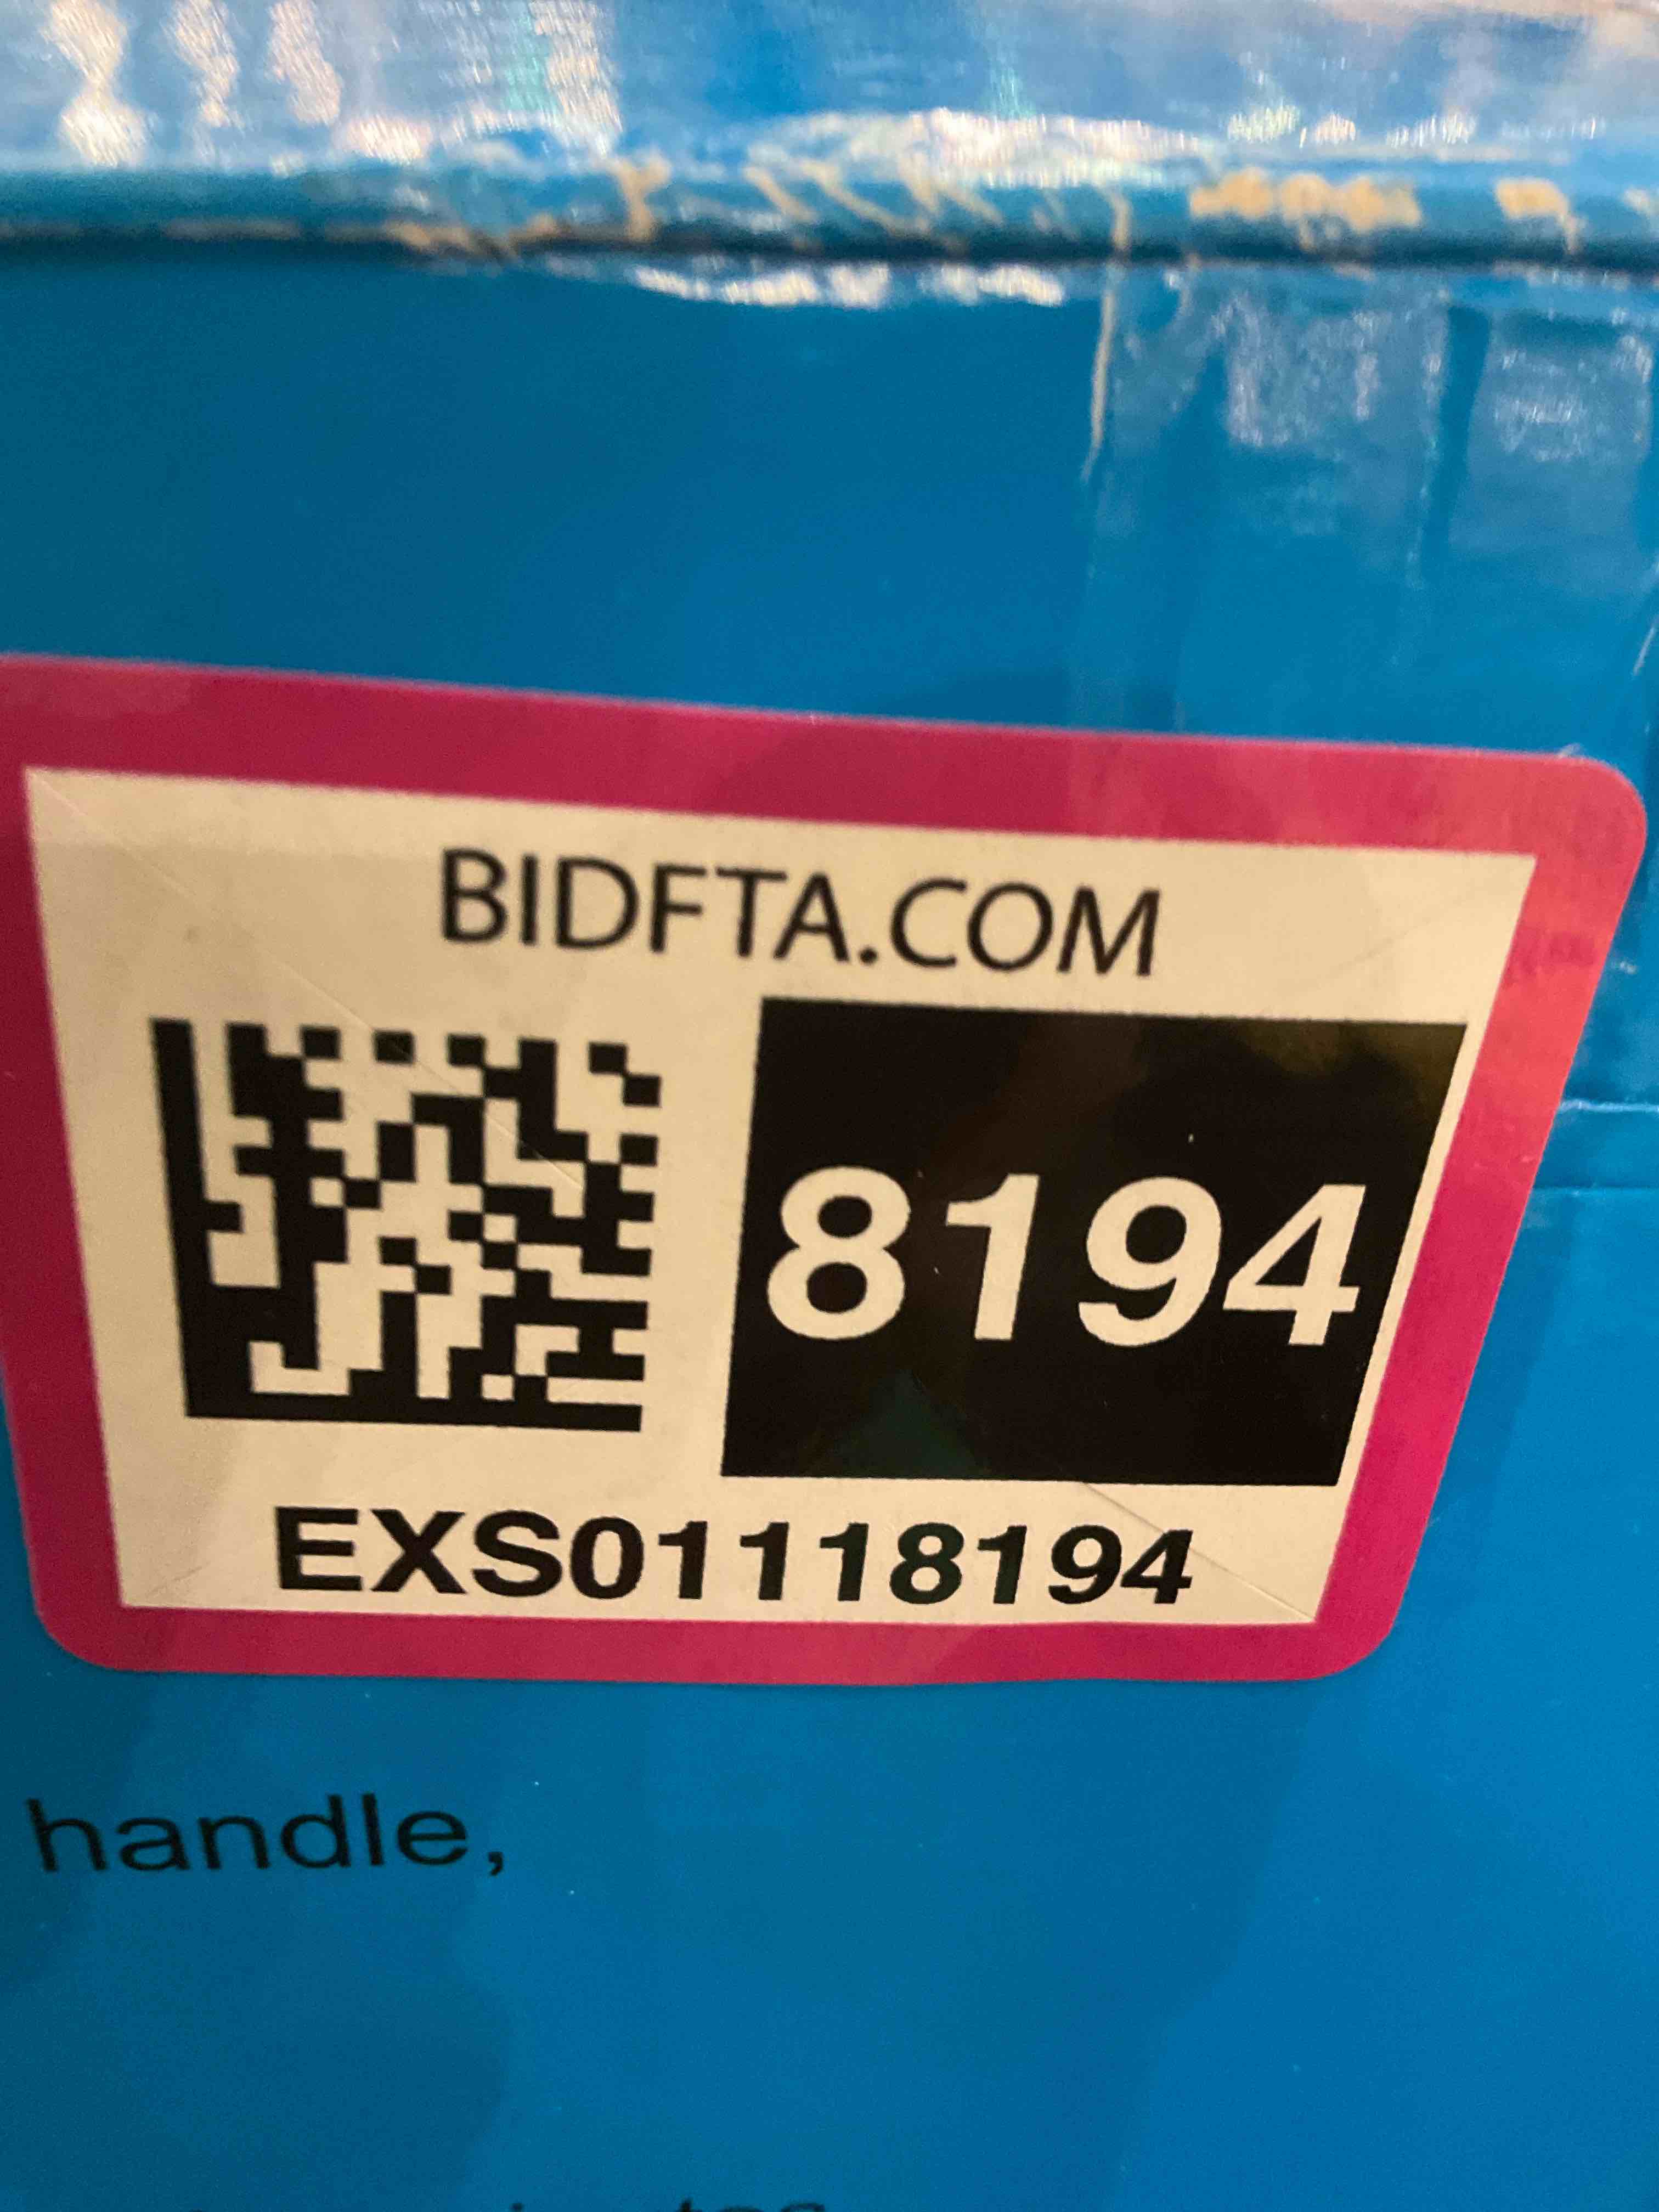 BIDFTA.COM
8194
EXS01118194
handle,